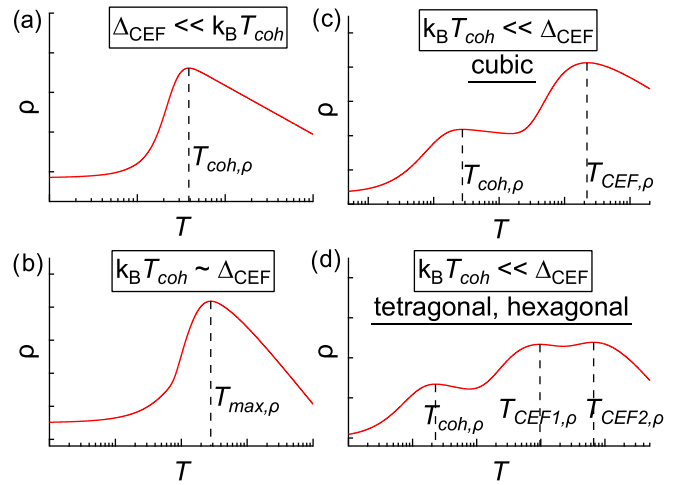 (a)
Δ_CEF << k_B T_coh
ρ
T_coh,ρ
T
(b)
k_B T_coh ~ Δ_CEF
ρ
T_max,ρ
T
(c)
k_B T_coh << Δ_CEF
cubic
ρ
T_coh,ρ
T_CEF,ρ
T
(d)
k_B T_coh << Δ_CEF
tetragonal, hexagonal
ρ
T_coh,ρ
T_CEF1,ρ
T_CEF2,ρ
T